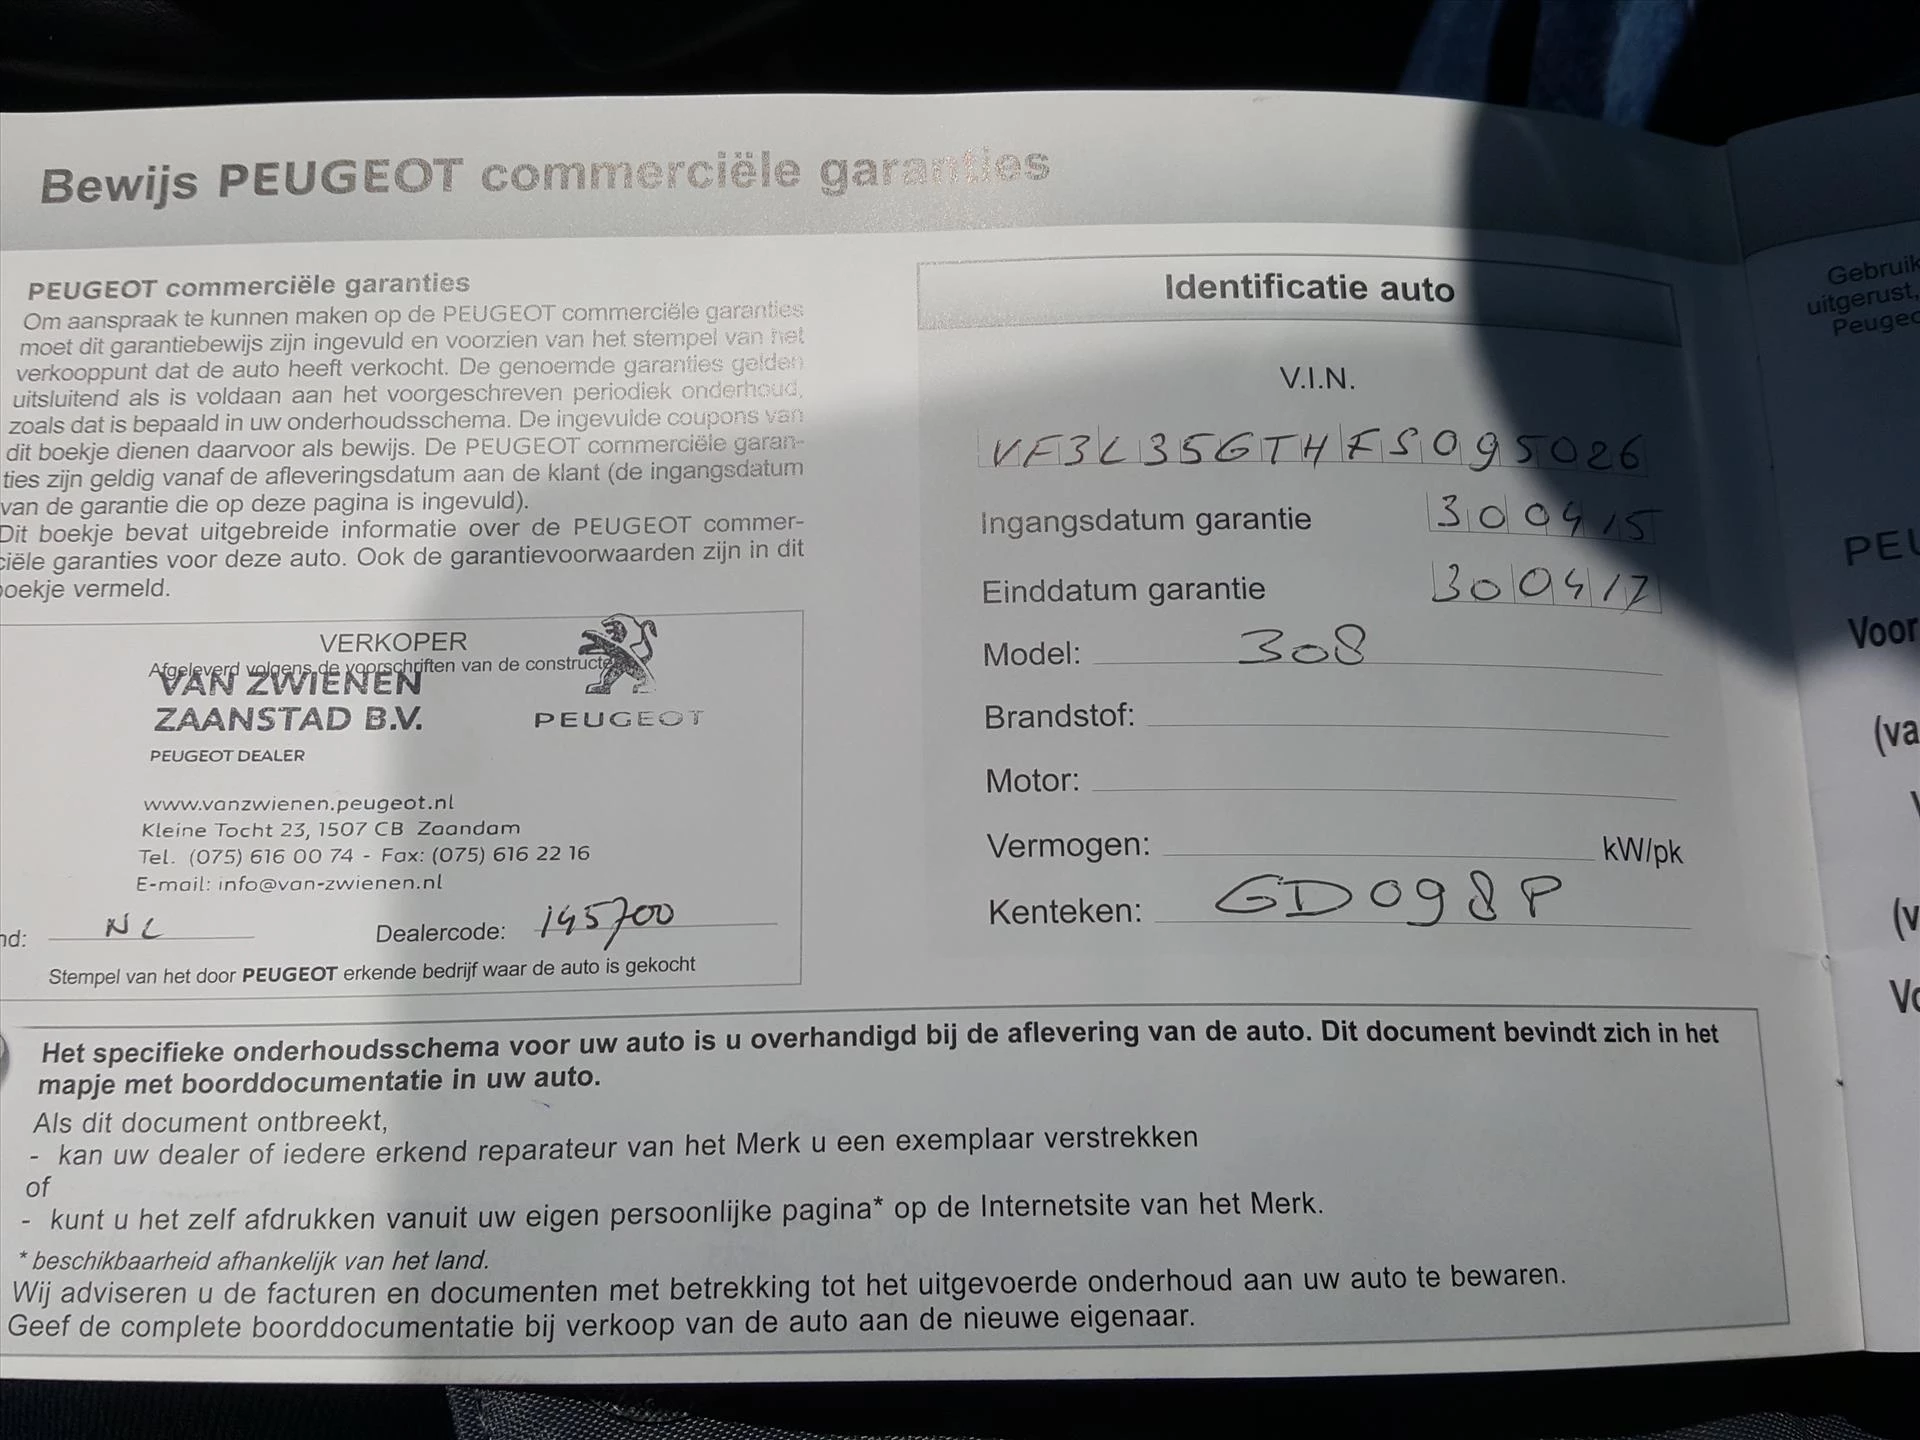 Bewijs PEUGEOT commerciële garanties
PEUGEOT commerciële garanties
Om aanspraak te kunnen maken op de PEUGEOT commerciële garanties
moet dit garantiebewijs zijn ingevuld en voorzien van het stempel van het
verkooppunt dat de auto heeft verkocht. De genoemde garanties gelden
uitsluitend als is voldaan aan het voorgeschreven periodiek onderhoud,
zoals dat is bepaald in uw onderhoudsschema. De ingevulde coupons van
dit boekje dienen daarvoor als bewijs. De PEUGEOT commerciële garan-
ties zijn geldig vanaf de afleveringsdatum aan de klant (de ingangsdatum
van de garantie die op deze pagina is ingevuld).
Dit boekje bevat uitgebreide informatie over de PEUGEOT commer-
ciële garanties voor deze auto. Ook de garantievoorwaarden zijn in dit
boekje vermeld.
VERKOPER
Afgeleverd volgens de voorschriften van de constructe
VAN ZWIENEN
ZAANSTAD B.V.
PEUGEOT
PEUGEOT DEALER
www.vanzwienen.peugeot.nl
Kleine Tocht 23, 1507 CB Zaandam
Tel. (075) 616 00 74 - Fax: (075) 616 22 16
E-mail: info@van-zwienen.nl
nd: NL Dealercode: 145700
Stempel van het door PEUGEOT erkende bedrijf waar de auto is gekocht
Identificatie auto
V.I.N.
VF3L35GTHFS095026
Ingangsdatum garantie 300415
Einddatum garantie 300417
Model: 308
Brandstof:
Motor:
Vermogen: kW/pk
Kenteken: GD098P
Het specifieke onderhoudsschema voor uw auto is u overhandigd bij de aflevering van de auto. Dit document bevindt zich in het
mapje met boorddocumentatie in uw auto.
Als dit document ontbreekt,
- kan uw dealer of iedere erkend reparateur van het Merk u een exemplaar verstrekken
of
- kunt u het zelf afdrukken vanuit uw eigen persoonlijke pagina* op de Internetsite van het Merk.
* beschikbaarheid afhankelijk van het land.
Wij adviseren u de facturen en documenten met betrekking tot het uitgevoerde onderhoud aan uw auto te bewaren.
Geef de complete boorddocumentatie bij verkoop van de auto aan de nieuwe eigenaar.
Gebruik
uitgerust,
Peugeo
PEU
Voor
(va
V
(v
Vo